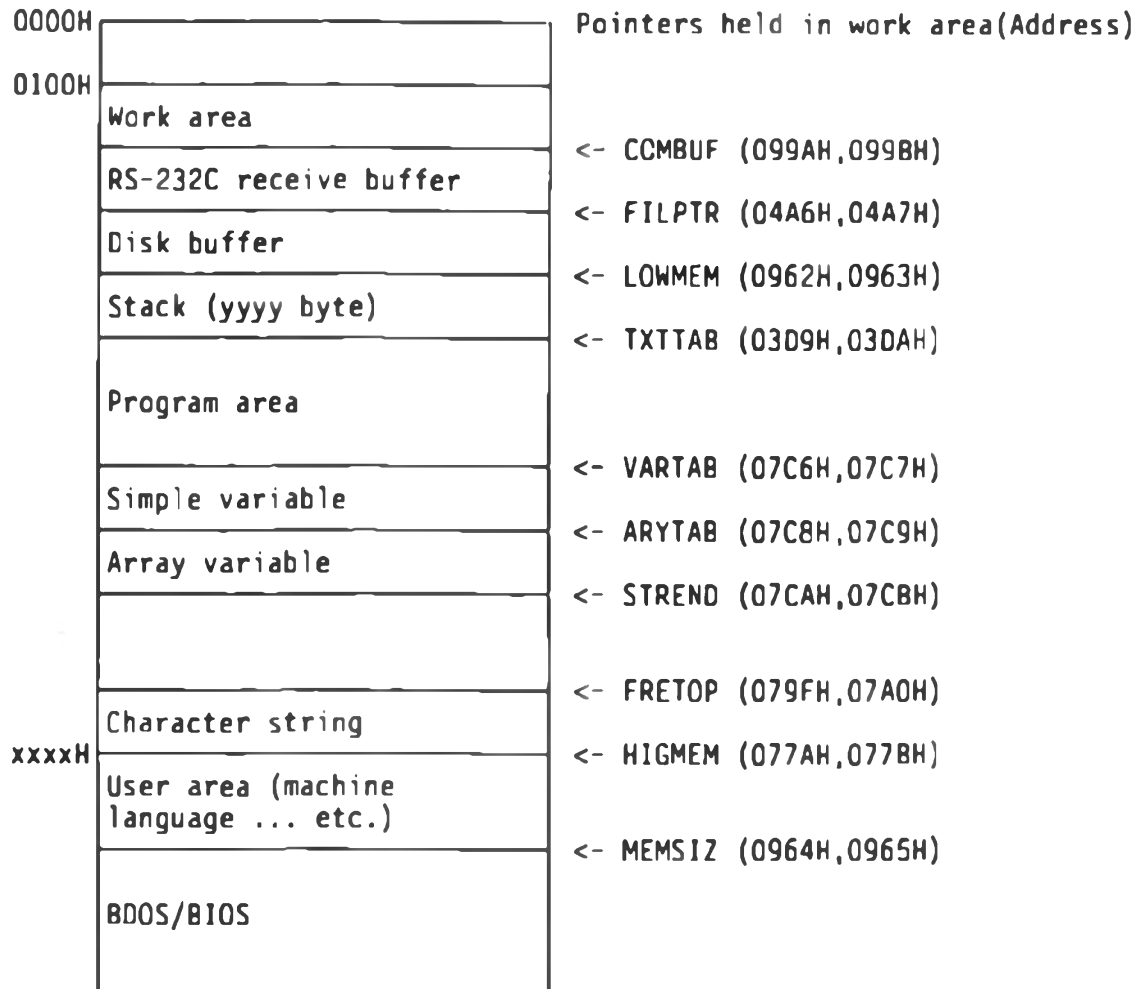 0000H
Pointers held in work area(Address)
0100H
Work area
<- COMBUF (099AH,099BH)
RS-232C receive buffer
<- FILPTR (04A6H,04A7H)
Disk buffer
<- LOWMEM (0962H,0963H)
Stack (yyyy byte)
<- TXTTAB (03D9H,03DAH)
Program area
<- VARTAB (07C6H,07C7H)
Simple variable
<- ARYTAB (07C8H,07C9H)
Array variable
<- STREND (07CAH,07CBH)
<- FRETOP (079FH,07A0H)
Character string
xxxxH
<- HIGMEM (077AH,077BH)
User area (machine
language ... etc.)
<- MEMSIZ (0964H,0965H)
BDOS/BIOS